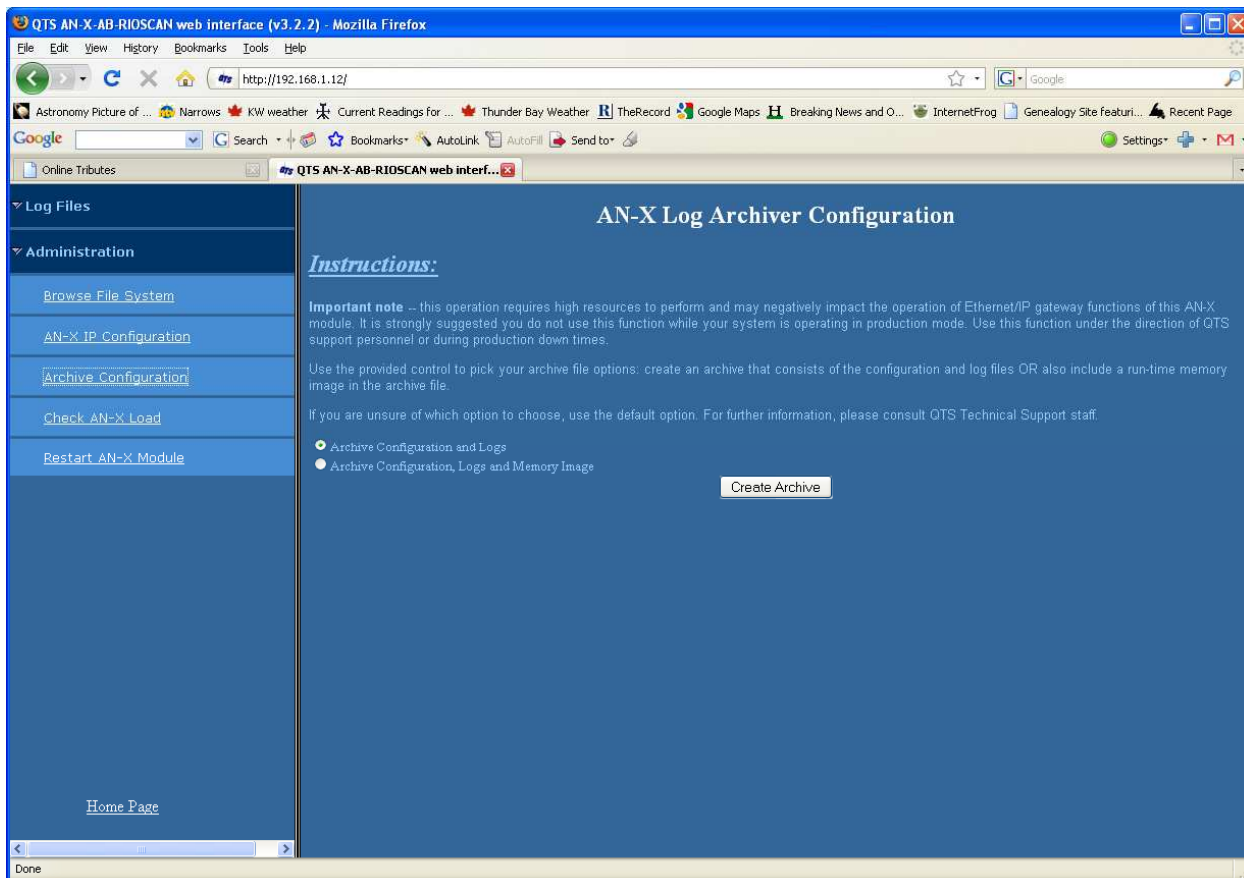 QTS AN-X-AB-RIOSCAN web interface (v3.2.2) - Mozilla Firefox
File Edit View History Bookmarks Tools Help
http://192.168.1.12/
Google
Astronomy Picture of ... Narrows KW weather Current Readings for ... Thunder Bay Weather TheRecord Google Maps Breaking News and O... InternetFrog Genealogy Site featuri... Recent Page
Google Search Bookmarks AutoLink AutoFill Send to Settings
Online Tributes QTS AN-X-AB-RIOSCAN web interf...
Log Files
Administration
Browse File System
AN-X IP Configuration
Archive Configuration
Check AN-X Load
Restart AN-X Module
Home Page
AN-X Log Archiver Configuration
Instructions:
Important note -- this operation requires high resources to perform and may negatively impact the operation of Ethernet/IP gateway functions of this AN-X
module. It is strongly suggested you do not use this function while your system is operating in production mode. Use this function under the direction of QTS
support personnel or during production down times.
Use the provided control to pick your archive file options: create an archive that consists of the configuration and log files OR also include a run-time memory
image in the archive file.
If you are unsure of which option to choose, use the default option. For further information, please consult QTS Technical Support staff.
Archive Configuration and Logs
Archive Configuration, Logs and Memory Image
Create Archive
Done